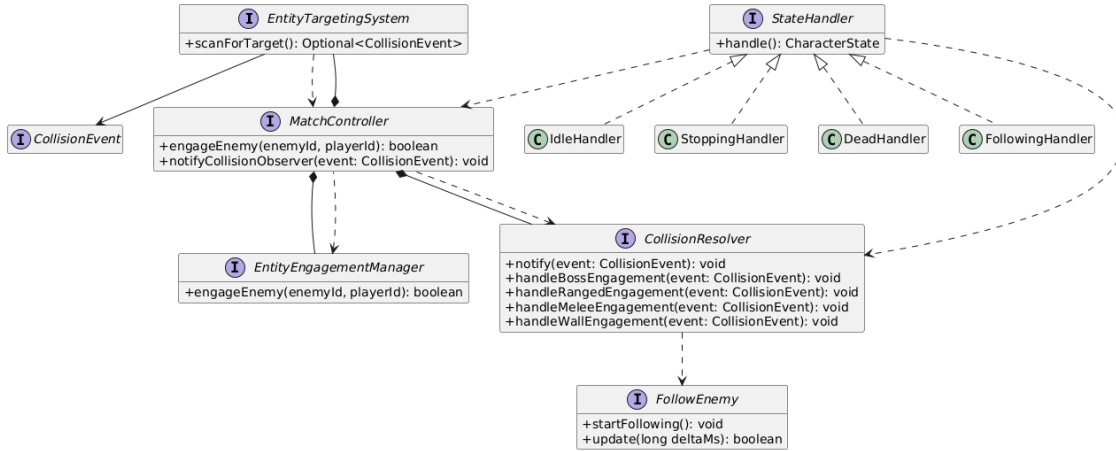 I EntityTargetingSystem
+scanForTarget(): Optional<CollisionEvent>
I StateHandler
+handle(): CharacterState
I CollisionEvent
I MatchController
+engageEnemy(enemyId, playerId): boolean
+notifyCollisionObserver(event: CollisionEvent): void
C IdleHandler
C StoppingHandler
C DeadHandler
C FollowingHandler
I EntityEngagementManager
+engageEnemy(enemyId, playerId): boolean
I CollisionResolver
+notify(event: CollisionEvent): void
+handleBossEngagement(event: CollisionEvent): void
+handleRangedEngagement(event: CollisionEvent): void
+handleMeleeEngagement(event: CollisionEvent): void
+handleWallEngagement(event: CollisionEvent): void
I FollowEnemy
+startFollowing(): void
+update(long deltaMs): boolean